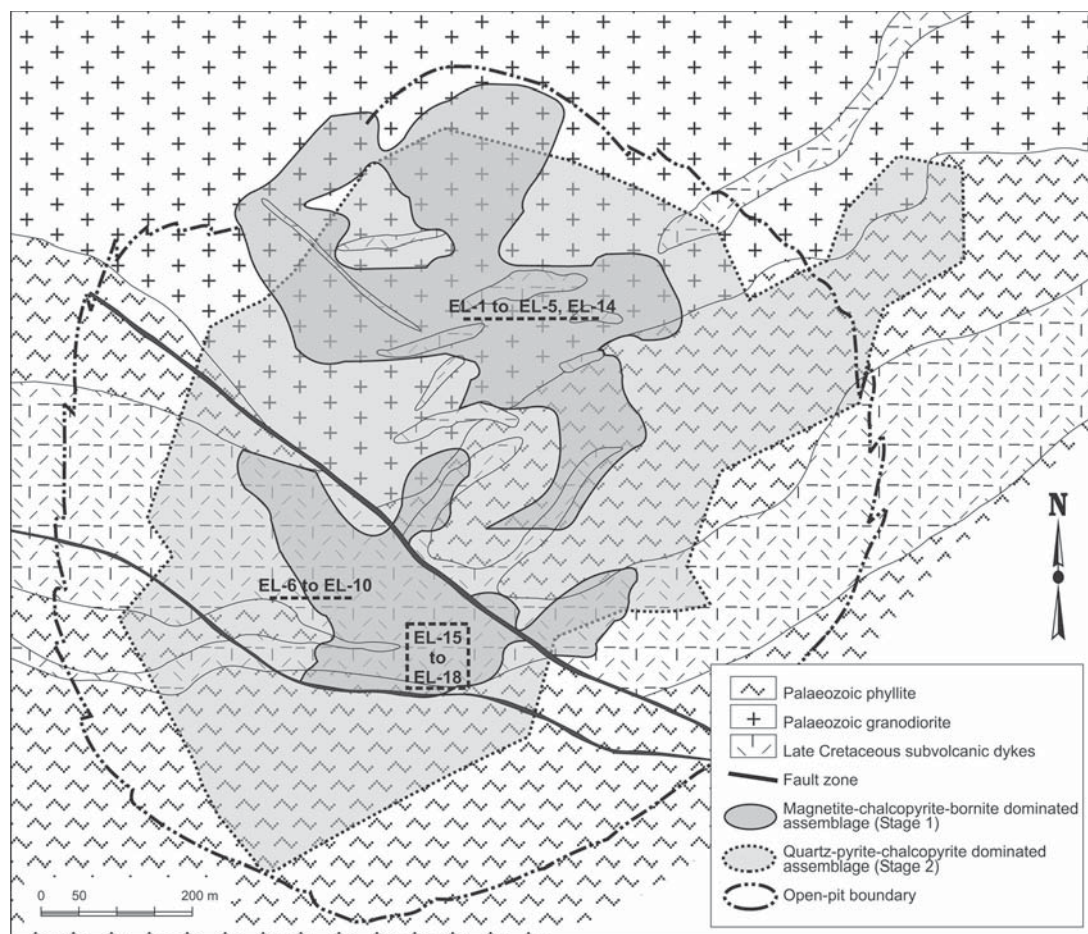 EL-1 to EL-5, EL-14
EL-6 to EL-10
EL-15
to
EL-18
N
Palaeozoic phyllite
Palaeozoic granodiorite
Late Cretaceous subvolcanic dykes
Fault zone
Magnetite-chalcopyrite-bornite dominated
assemblage (Stage 1)
Quartz-pyrite-chalcopyrite dominated
assemblage (Stage 2)
Open-pit boundary
0 50 200 m